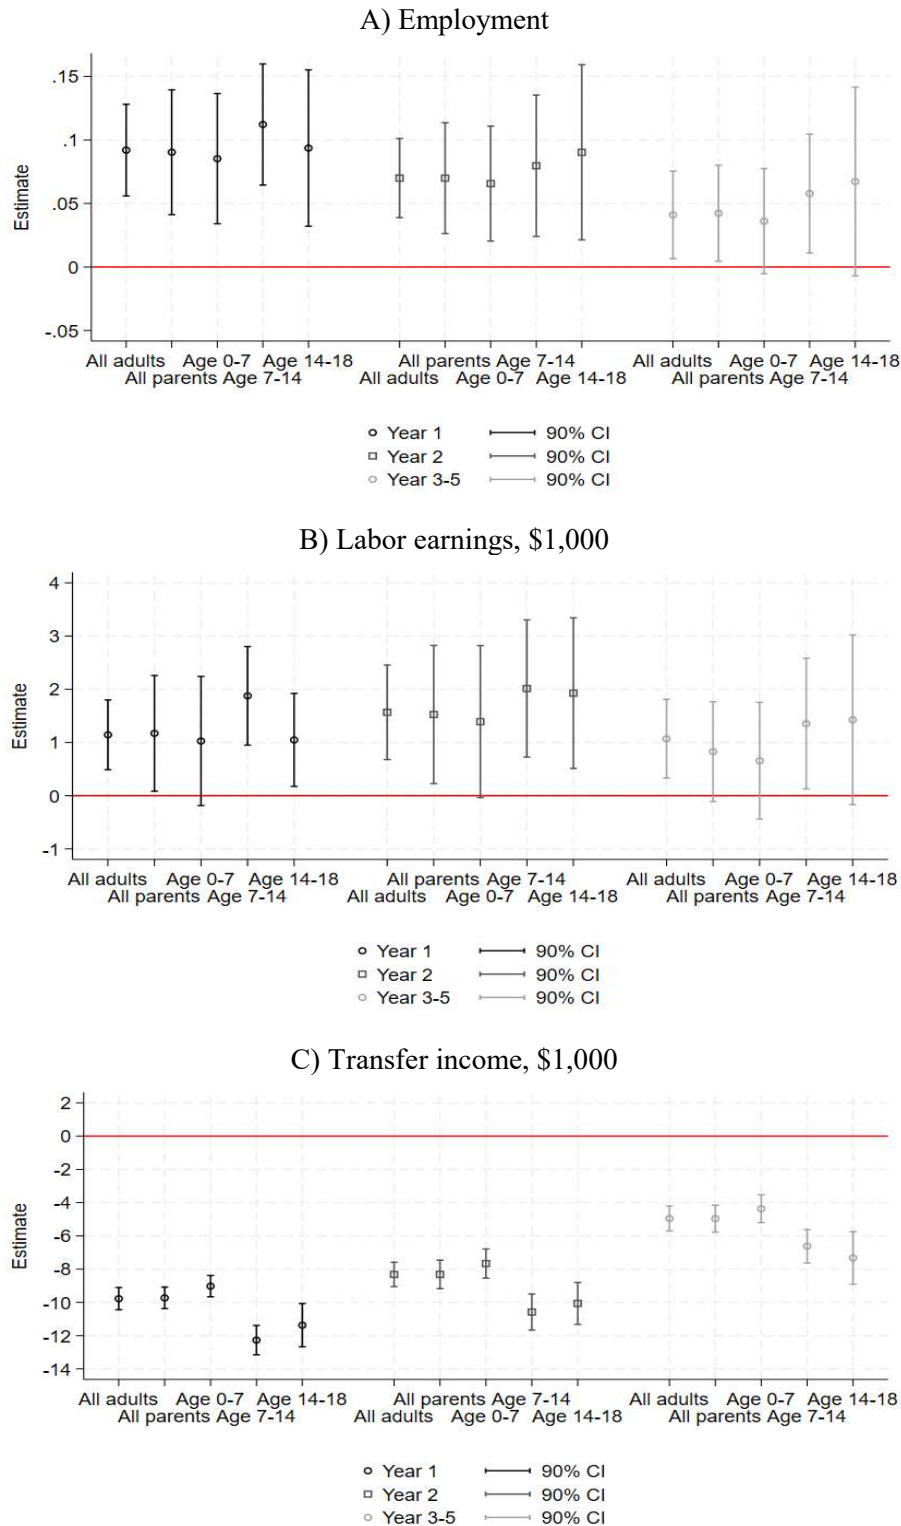 A) Employment
.15
.1
.05
0
-.05
Estimate
All adults Age 0-7 Age 14-18 All parents Age 7-14 All adults Age 0-7 Age 14-18
All parents Age 7-14 All adults Age 0-7 Age 14-18 All parents Age 7-14
Year 1 90% CI
Year 2 90% CI
Year 3-5 90% CI
B) Labor earnings, $1,000
4
3
2
1
0
-1
Estimate
All adults Age 0-7 Age 14-18 All parents Age 7-14 All adults Age 0-7 Age 14-18
All parents Age 7-14 All adults Age 0-7 Age 14-18 All parents Age 7-14
Year 1 90% CI
Year 2 90% CI
Year 3-5 90% CI
C) Transfer income, $1,000
2
0
-2
-4
-6
-8
-10
-12
-14
Estimate
All adults Age 0-7 Age 14-18 All parents Age 7-14 All adults Age 0-7 Age 14-18
All parents Age 7-14 All adults Age 0-7 Age 14-18 All parents Age 7-14
Year 1 90% CI
Year 2 90% CI
Year 3-5 90% CI